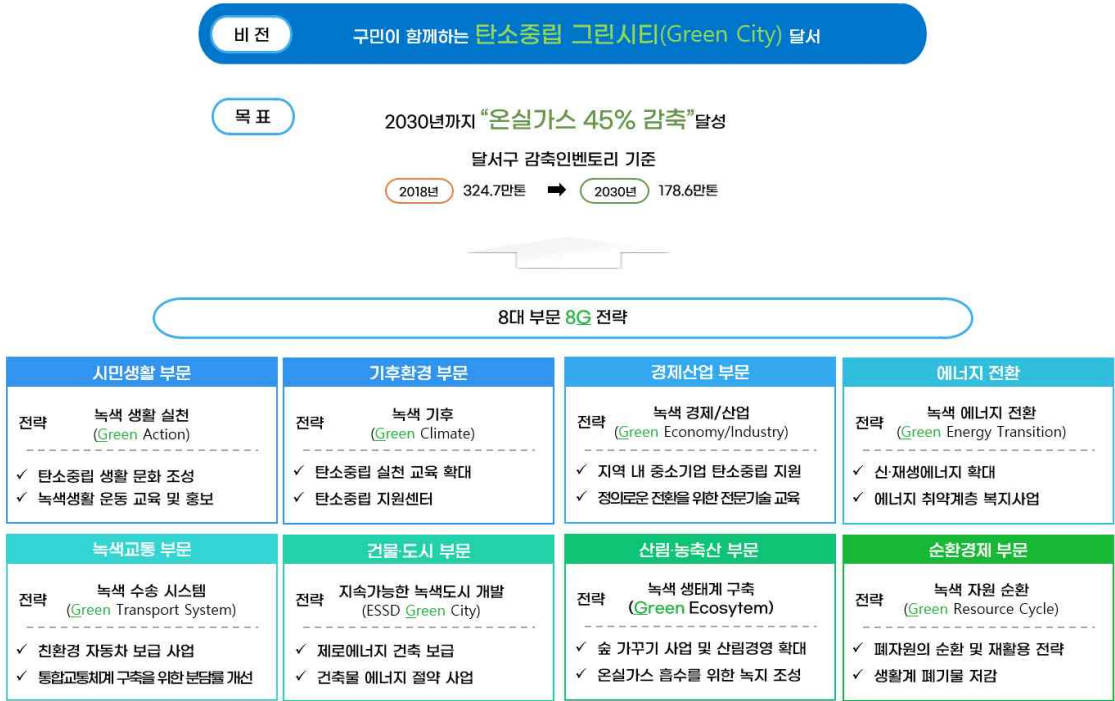 비 전
구민이 함께하는 탄소중립 그린시티(Green City) 달서
목 표
2030년까지 “온실가스 45% 감축”달성
달서구 감축인벤토리 기준
2018년 324.7만톤 ➡ 2030년 178.6만톤
8대 부문 8G 전략
시민생활 부문
전략
녹색 생활 실천
(Green Action)
✓ 탄소중립 생활 문화 조성
✓ 녹색생활 운동 교육 및 홍보
기후환경 부문
전략
녹색 기후
(Green Climate)
✓ 탄소중립 실천 교육 확대
✓ 탄소중립 지원센터
경제산업 부문
전략
녹색 경제/산업
(Green Economy/Industry)
✓ 지역 내 중소기업 탄소중립 지원
✓ 정의로운 전환을 위한 전문기술 교육
에너지 전환
전략
녹색 에너지 전환
(Green Energy Transition)
✓ 신·재생에너지 확대
✓ 에너지 취약계층 복지사업
녹색교통 부문
전략
녹색 수송 시스템
(Green Transport System)
✓ 친환경 자동차 보급 사업
✓ 통합교통체계 구축을 위한 분담률 개선
건물·도시 부문
전략
지속가능한 녹색도시 개발
(ESSD Green City)
✓ 제로에너지 건축 보급
✓ 건축물 에너지 절약 사업
산림·농축산 부문
전략
녹색 생태계 구축
(Green Ecosytem)
✓ 숲 가꾸기 사업 및 산림경영 확대
✓ 온실가스 흡수를 위한 녹지 조성
순환경제 부문
전략
녹색 자원 순환
(Green Resource Cycle)
✓ 폐자원의 순환 및 재활용 전략
✓ 생활계 폐기물 저감